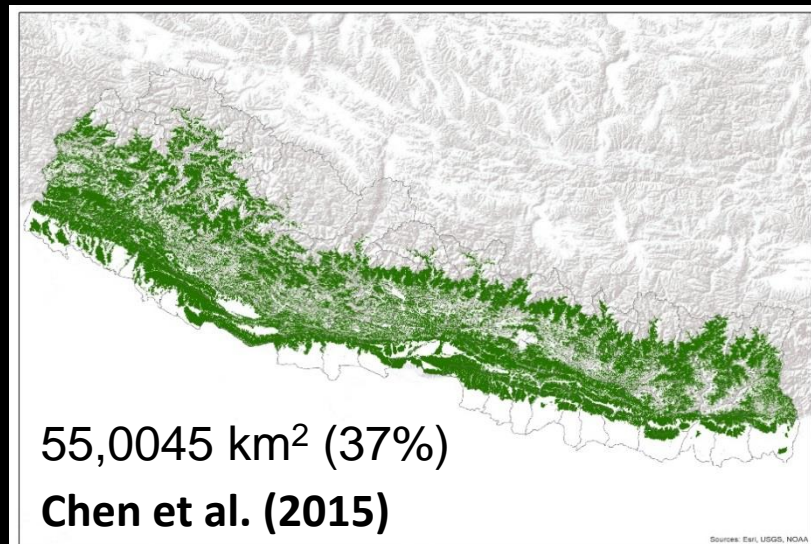 55,0045 km² (37%)
Chen et al. (2015)
Sources: Esri, USGS, NOAA